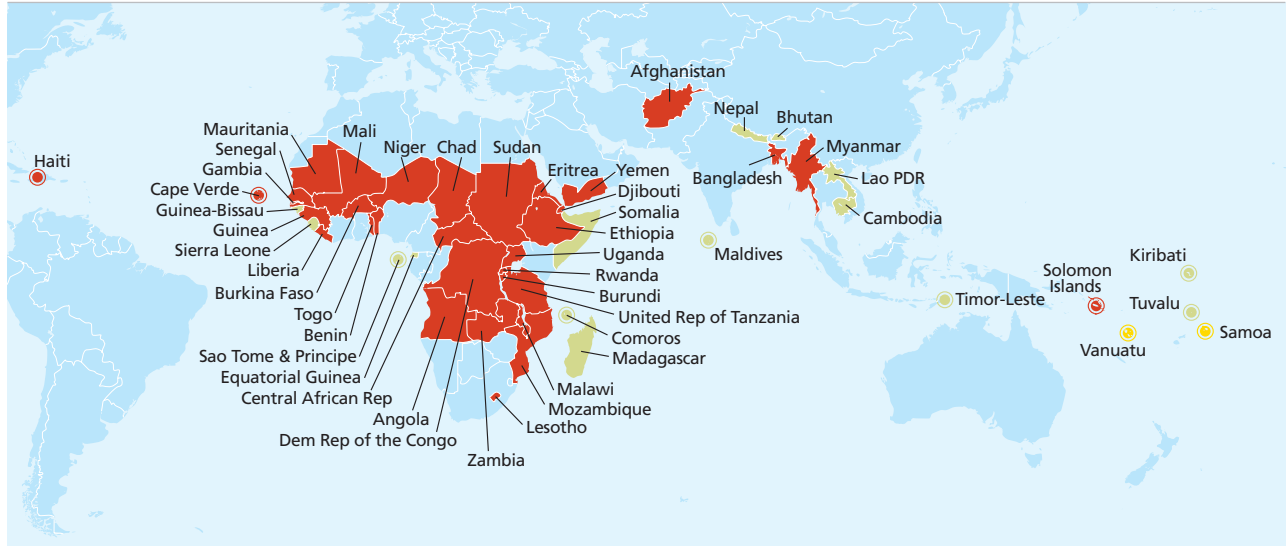 Afghanistan
Nepal
Bhutan
Mauritania
Mali
Niger
Chad
Sudan
Eritrea
Yemen
Myanmar
Senegal
Haiti
Gambia
Djibouti
Bangladesh
Lao PDR
Cape Verde
Somalia
Guinea-Bissau
Cambodia
Guinea
Ethiopia
Sierra Leone
Uganda
Maldives
Kiribati
Liberia
Rwanda
Solomon
Islands
Burkina Faso
Burundi
Timor-Leste
Tuvalu
Togo
United Rep of Tanzania
Benin
Comoros
Samoa
Sao Tome & Principe
Madagascar
Vanuatu
Equatorial Guinea
Malawi
Central African Rep
Mozambique
Angola
Lesotho
Dem Rep of the Congo
Zambia